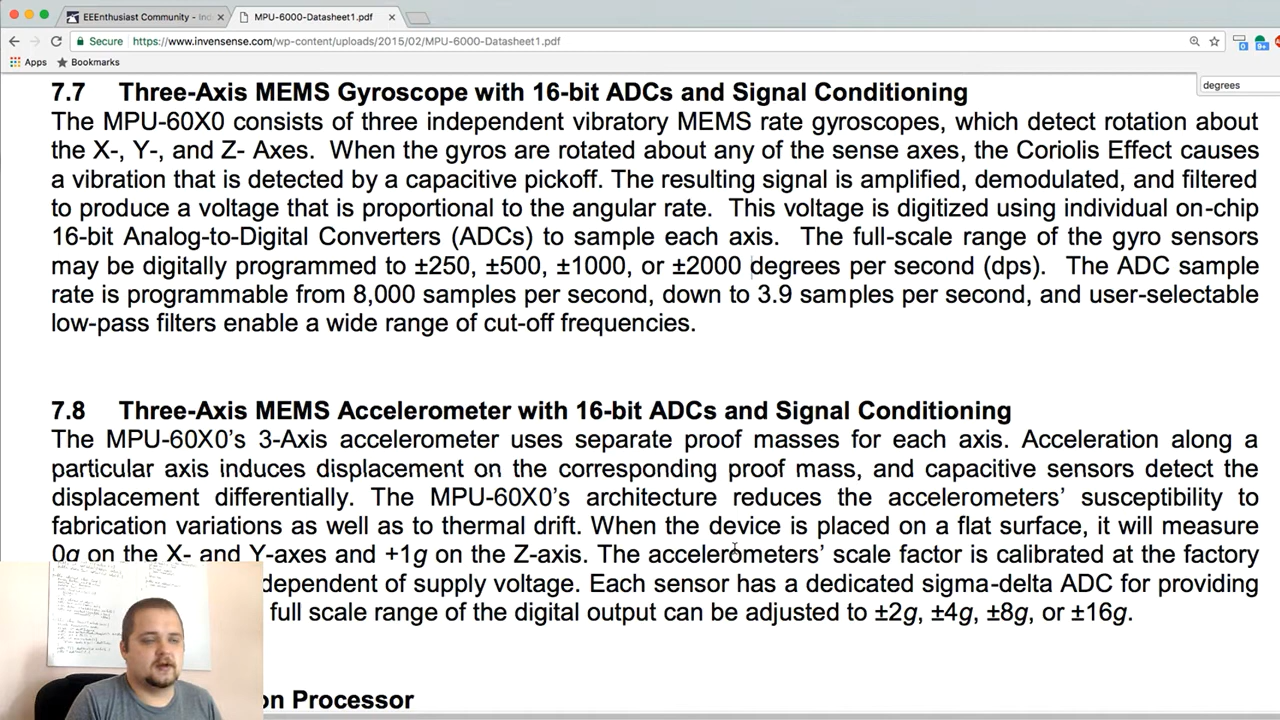 EEEnthusiast Community - In
MPU-6000-Datasheet1.pdf
Secure
https://www.invensense.com/wp-content/uploads/2015/02/MPU-6000-Datasheet1.pdf
Apps
Bookmarks
degrees
7.7 Three-Axis MEMS Gyroscope with 16-bit ADCs and Signal Conditioning
The MPU-60X0 consists of three independent vibratory MEMS rate gyroscopes, which detect rotation about
the X-, Y-, and Z- Axes. When the gyros are rotated about any of the sense axes, the Coriolis Effect causes
a vibration that is detected by a capacitive pickoff. The resulting signal is amplified, demodulated, and filtered
to produce a voltage that is proportional to the angular rate. This voltage is digitized using individual on-chip
16-bit Analog-to-Digital Converters (ADCs) to sample each axis. The full-scale range of the gyro sensors
may be digitally programmed to ±250, ±500, ±1000, or ±2000 degrees per second (dps). The ADC sample
rate is programmable from 8,000 samples per second, down to 3.9 samples per second, and user-selectable
low-pass filters enable a wide range of cut-off frequencies.
7.8 Three-Axis MEMS Accelerometer with 16-bit ADCs and Signal Conditioning
The MPU-60X0's 3-Axis accelerometer uses separate proof masses for each axis. Acceleration along a
particular axis induces displacement on the corresponding proof mass, and capacitive sensors detect the
displacement differentially. The MPU-60X0's architecture reduces the accelerometers' susceptibility to
fabrication variations as well as to thermal drift. When the device is placed on a flat surface, it will measure
0g on the X- and Y-axes and +1g on the Z-axis. The accelerometers' scale factor is calibrated at the factory
dependent of supply voltage. Each sensor has a dedicated sigma-delta ADC for providing
full scale range of the digital output can be adjusted to ±2g, ±4g, ±8g, or ±16g.
on Processor